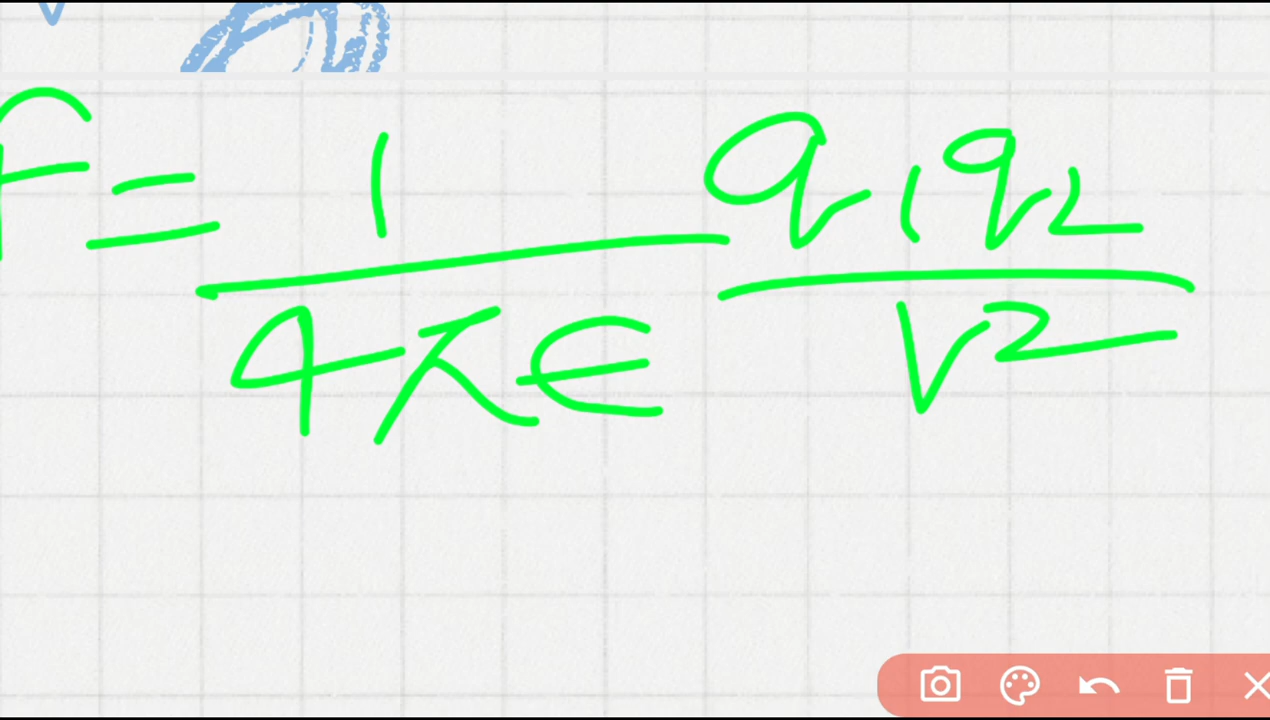 F = 1/4πϵ q1q2/r²